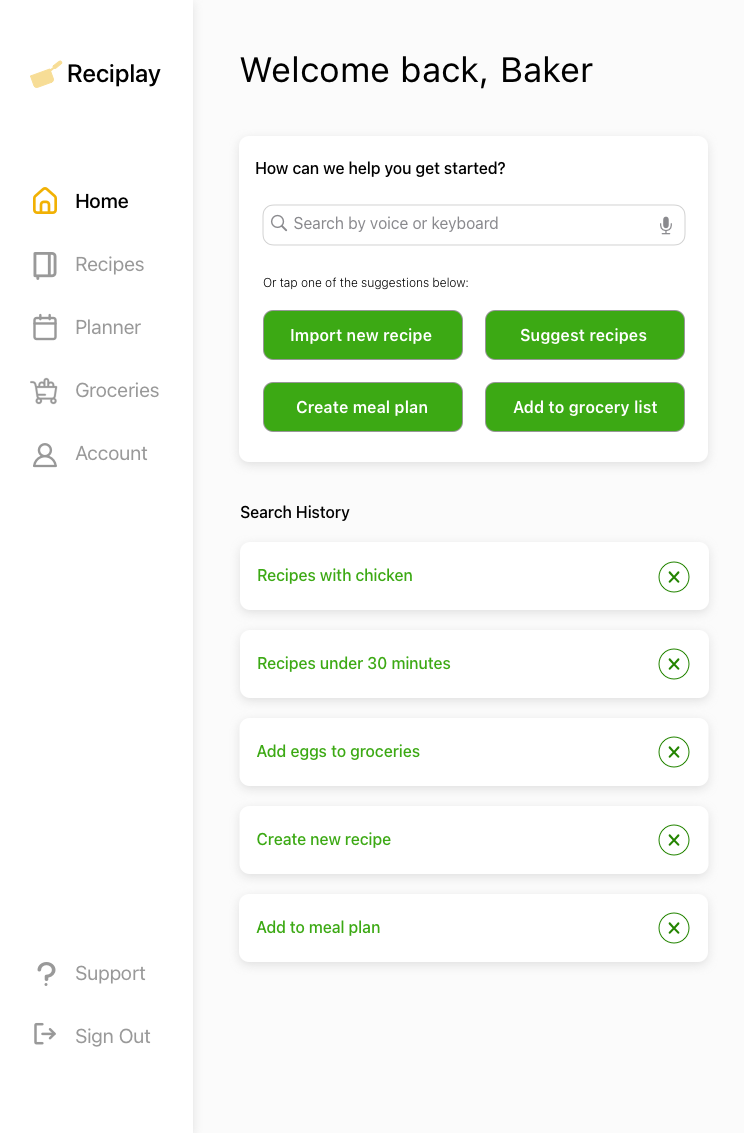 Reciplay
Home
Recipes
Planner
Groceries
Account
Support
Sign Out
Welcome back, Baker
How can we help you get started?
Search by voice or keyboard
Or tap one of the suggestions below:
Import new recipe
Suggest recipes
Create meal plan
Add to grocery list
Search History
Recipes with chicken
Recipes under 30 minutes
Add eggs to groceries
Create new recipe
Add to meal plan